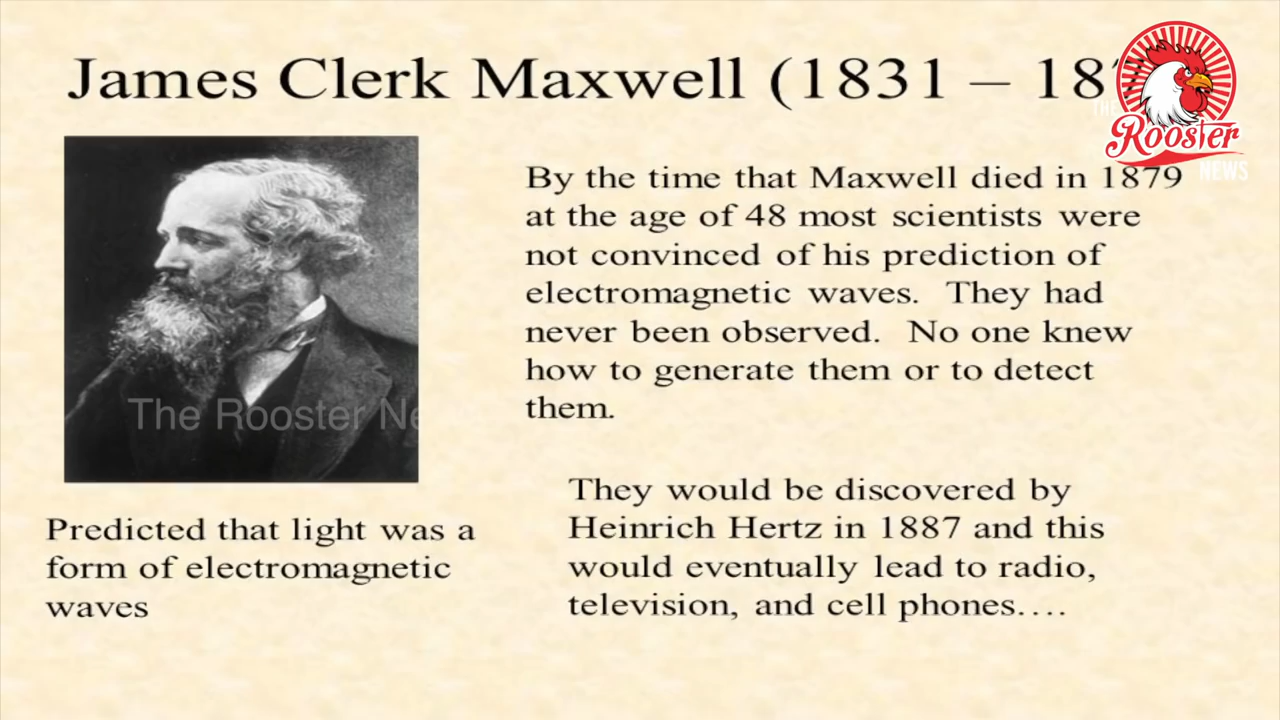 James Clerk Maxwell (1831 – 18
THE
Rooster
NEWS
By the time that Maxwell died in 1879
at the age of 48 most scientists were
not convinced of his prediction of
electromagnetic waves. They had
never been observed. No one knew
how to generate them or to detect
them.
The Rooster Ne
They would be discovered by
Heinrich Hertz in 1887 and this
would eventually lead to radio,
television, and cell phones….
Predicted that light was a
form of electromagnetic
waves